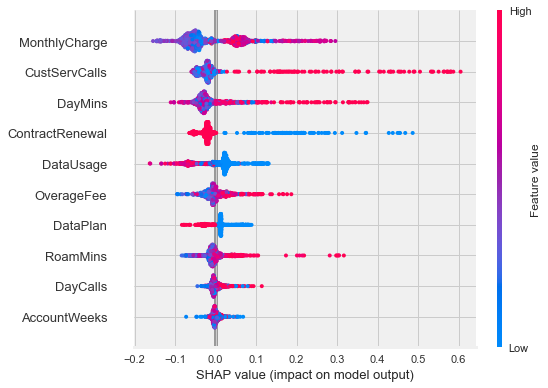 High
MonthlyCharge
CustServCalls
DayMins
ContractRenewal
DataUsage
OverageFee
DataPlan
RoamMins
DayCalls
AccountWeeks
Feature value
Low
−0.2 −0.1 0.0 0.1 0.2 0.3 0.4 0.5 0.6
SHAP value (impact on model output)